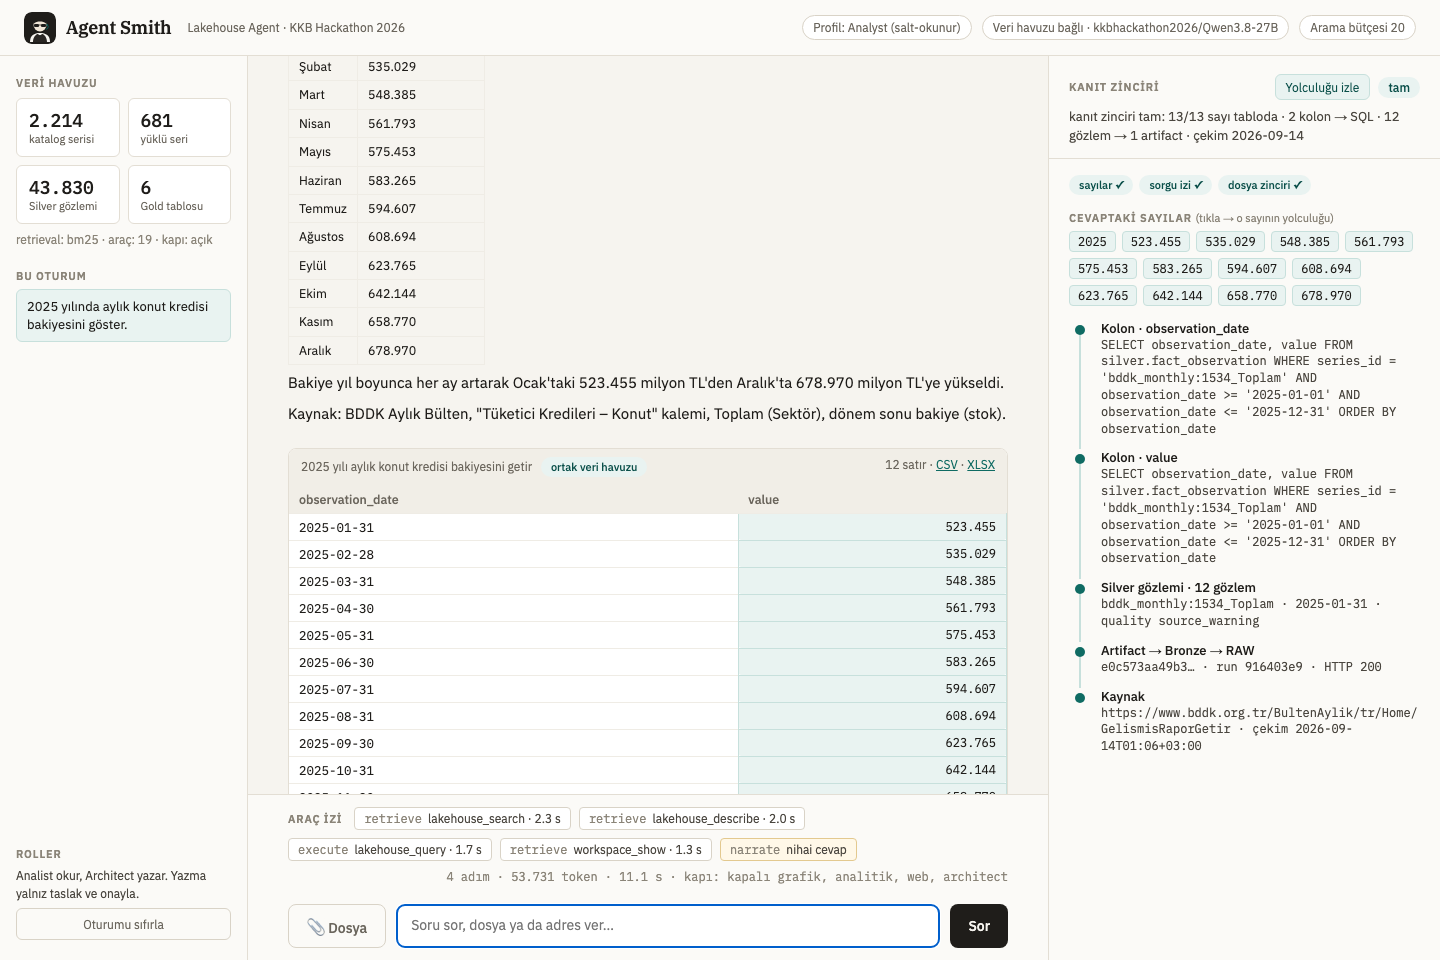 Agent Smith
Lakehouse Agent · KKB Hackathon 2026
Profil: Analyst (salt-okunur)
Veri havuzu bağlı · kkbhackathon2026/Qwen3.8-27B
Arama bütçesi 20
VERİ HAVUZU
2.214
katalog serisi
681
yüklü seri
43.830
Silver gözlemi
6
Gold tablosu
retrieval: bm25 · araç: 19 · kapı: açık
BU OTURUM
2025 yılında aylık konut kredisi
bakiyesini göster.
ROLLER
Analist okur, Architect yazar. Yazma
yalnız taslak ve onayla.
Oturumu sıfırla
Şubat 535.029
Mart 548.385
Nisan 561.793
Mayıs 575.453
Haziran 583.265
Temmuz 594.607
Ağustos 608.694
Eylül 623.765
Ekim 642.144
Kasım 658.770
Aralık 678.970
Bakiye yıl boyunca her ay artarak Ocak'taki 523.455 milyon TL'den Aralık'ta 678.970 milyon TL'ye yükseldi.
Kaynak: BDDK Aylık Bülten, "Tüketici Kredileri – Konut" kalemi, Toplam (Sektör), dönem sonu bakiye (stok).
2025 yılı aylık konut kredisi bakiyesini getir ortak veri havuzu 12 satır · CSV · XLSX
observation_date value
2025-01-31 523.455
2025-02-28 535.029
2025-03-31 548.385
2025-04-30 561.793
2025-05-31 575.453
2025-06-30 583.265
2025-07-31 594.607
2025-08-31 608.694
2025-09-30 623.765
2025-10-31 642.144
ARAÇ İZİ retrieve lakehouse_search · 2.3 s retrieve lakehouse_describe · 2.0 s
execute lakehouse_query · 1.7 s retrieve workspace_show · 1.3 s narrate nihai cevap
4 adım · 53.731 token · 11.1 s · kapı: kapalı grafik, analitik, web, architect
📎 Dosya
Soru sor, dosya ya da adres ver...
Sor
KANIT ZİNCİRİ
Yolculuğu izle
tam
kanıt zinciri tam: 13/13 sayı tabloda · 2 kolon → SQL · 12
gözlem → 1 artifact · çekim 2026-09-14
sayılar ✓ sorgu izi ✓ dosya zinciri ✓
CEVAPTAKİ SAYILAR (tıkla → o sayının yolculuğu)
2025 523.455 535.029 548.385 561.793
575.453 583.265 594.607 608.694
623.765 642.144 658.770 678.970
Kolon · observation_date
SELECT observation_date, value FROM
silver.fact_observation WHERE series_id =
'bddk_monthly:1534_Toplam' AND
observation_date >= '2025-01-01' AND
observation_date <= '2025-12-31' ORDER BY
observation_date
Kolon · value
SELECT observation_date, value FROM
silver.fact_observation WHERE series_id =
'bddk_monthly:1534_Toplam' AND
observation_date >= '2025-01-01' AND
observation_date <= '2025-12-31' ORDER BY
observation_date
Silver gözlemi · 12 gözlem
bddk_monthly:1534_Toplam · 2025-01-31 ·
quality source_warning
Artifact → Bronze → RAW
e0c573aa49b3… · run 916403e9 · HTTP 200
Kaynak
https://www.bddk.org.tr/BultenAylik/tr/Home/
GelismisRaporGetir · çekim 2026-09-
14T01:06+03:00